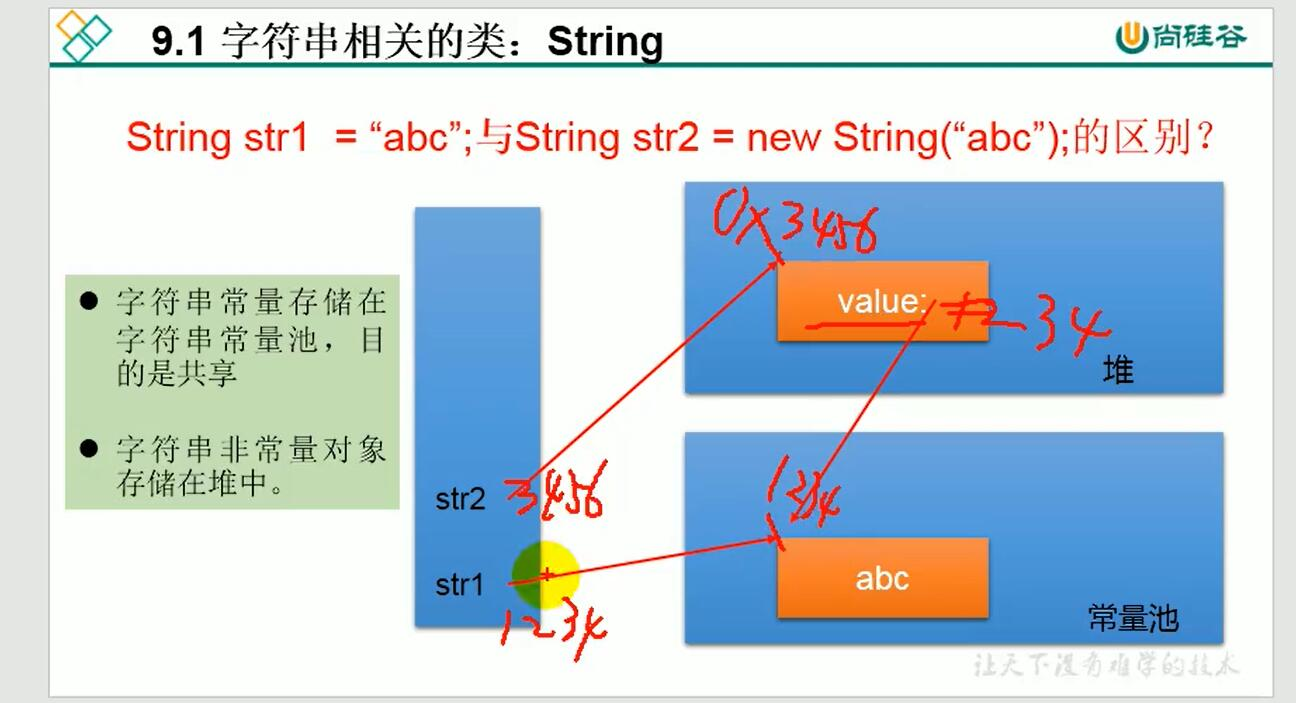 9.1 字符串相关的类：String
尚硅谷
String str1 = “abc”;与String str2 = new String(“abc”);的区别？
● 字符串常量存储在
字符串常量池，目
的是共享
● 字符串非常量对象
存储在堆中。
str2 3456
str1
1234
0x3456
value: 1234
堆
1234
abc
常量池
让天下没有难学的技术